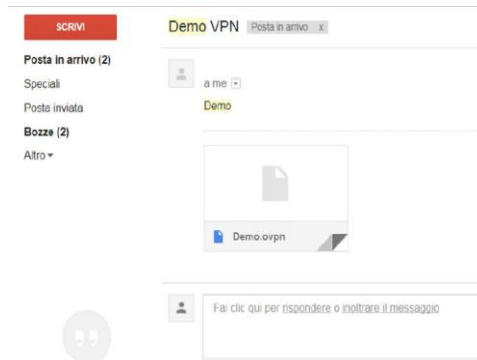 SCRIVI
Demo VPN Posta in arrivo x
Posta in arrivo (2)
Speciali
Posta inviata
Bozze (2)
Altro
a me
Demo
Demo.ovpn
Fai clic qui per rispondere o inoltrare il messaggio